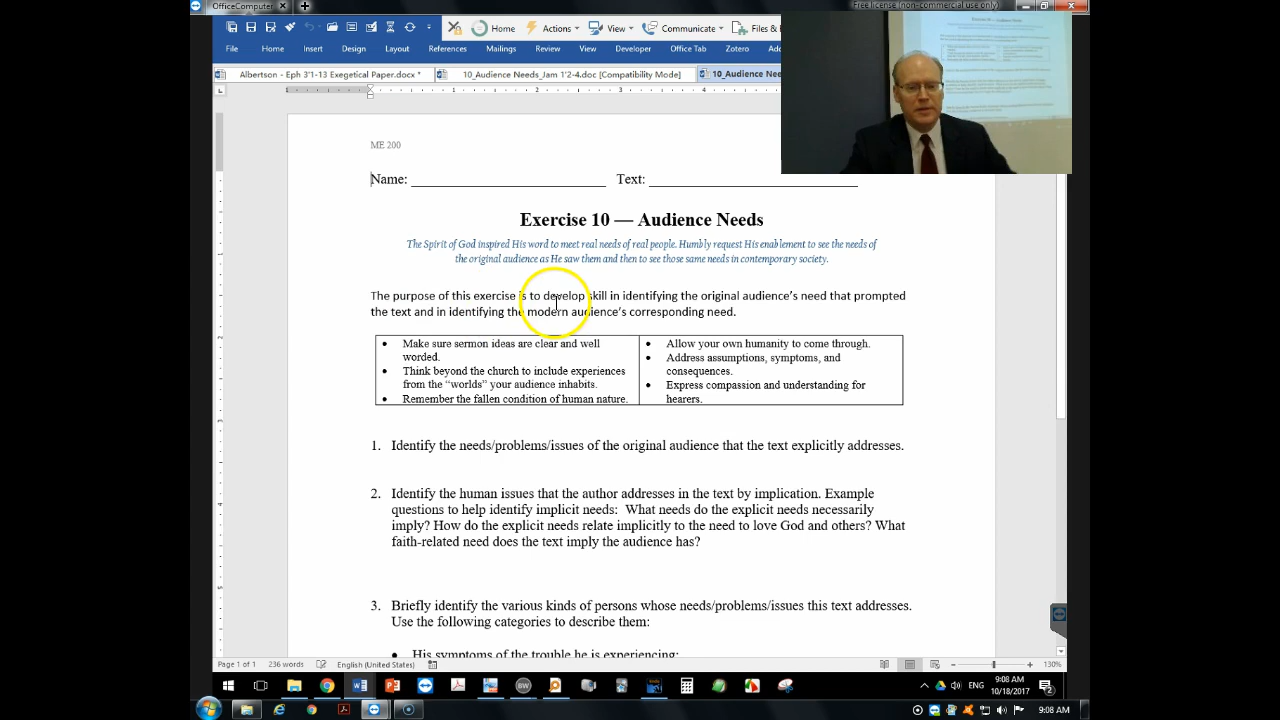 OfficeComputer
Free license (non-commercial use only)
Home
View
Communicate
Files &
File
Home
Insert
Design
Layout
References
Mailings
Review
View
Developer
Office Tab
Zotero
Albertson - Eph 3'1-13 Exegetical Paper.docx *
10_Audience Needs_Jam 1'2-4.doc [Compatibility Mode]
10_Audience Nee
ME 200
Name: Text:
Exercise 10 — Audience Needs
The Spirit of God inspired His word to meet real needs of real people. Humbly request His enablement to see the needs of
the original audience as He saw them and then to see those same needs in contemporary society.
The purpose of this exercise is to develop skill in identifying the original audience's need that prompted
the text and in identifying the modern audience's corresponding need.
• Make sure sermon ideas are clear and well
worded.
• Think beyond the church to include experiences
from the “worlds” your audience inhabits.
• Remember the fallen condition of human nature.
• Allow your own humanity to come through.
• Address assumptions, symptoms, and
consequences.
• Express compassion and understanding for
hearers.
1. Identify the needs/problems/issues of the original audience that the text explicitly addresses.
2. Identify the human issues that the author addresses in the text by implication. Example
questions to help identify implicit needs: What needs do the explicit needs necessarily
imply? How do the explicit needs relate implicitly to the need to love God and others? What
faith-related need does the text imply the audience has?
3. Briefly identify the various kinds of persons whose needs/problems/issues this text addresses.
Use the following categories to describe them:
• His symptoms of the trouble he is experiencing:
Page 1 of 1 236 words English (United States) 130%
9:08 AM
10/18/2017
9:08 AM